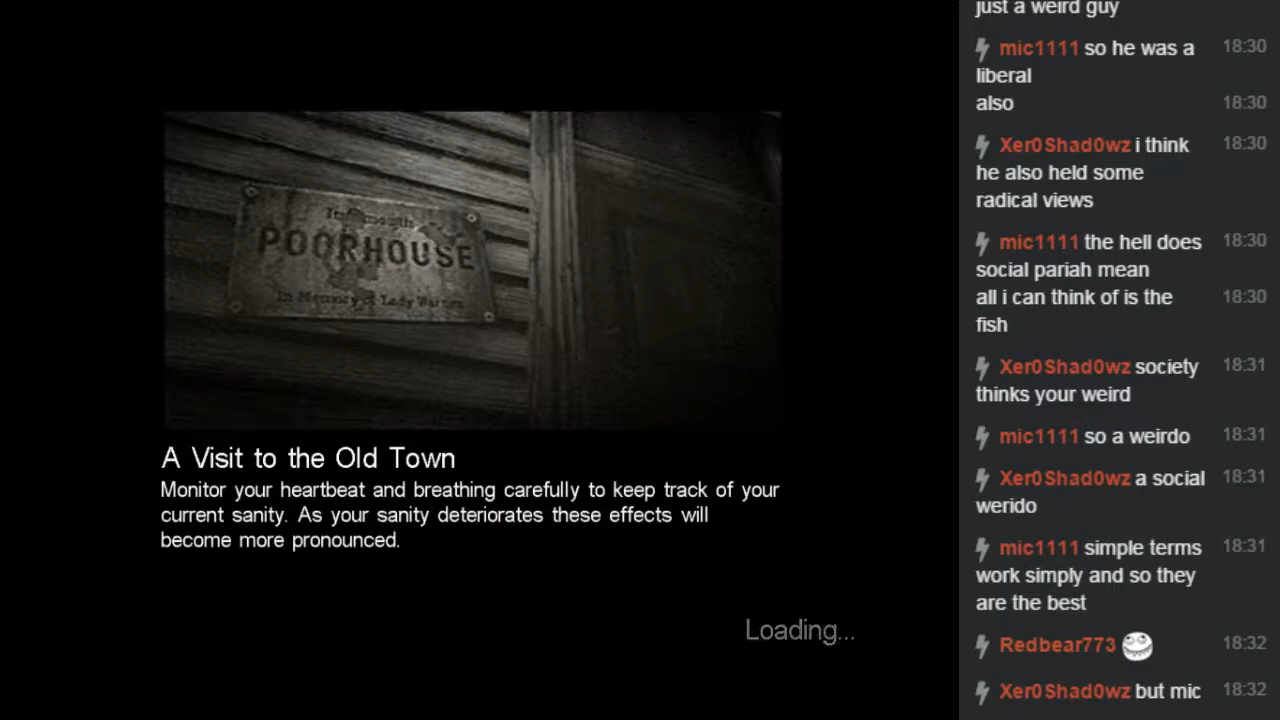 POORHOUSE
In Memory of Lady Warren
A Visit to the Old Town
Monitor your heartbeat and breathing carefully to keep track of your
current sanity. As your sanity deteriorates these effects will
become more pronounced.
Loading...
just a weird guy
mic1111 so he was a 18:30
liberal
also 18:30
Xer0Shad0wz i think 18:30
he also held some
radical views
mic1111 the hell does 18:30
social pariah mean
all i can think of is the 18:30
fish
Xer0Shad0wz society 18:31
thinks your weird
mic1111 so a weirdo 18:31
Xer0Shad0wz a social 18:31
werido
mic1111 simple terms 18:31
work simply and so they
are the best
Redbear773 18:32
Xer0Shad0wz but mic 18:32